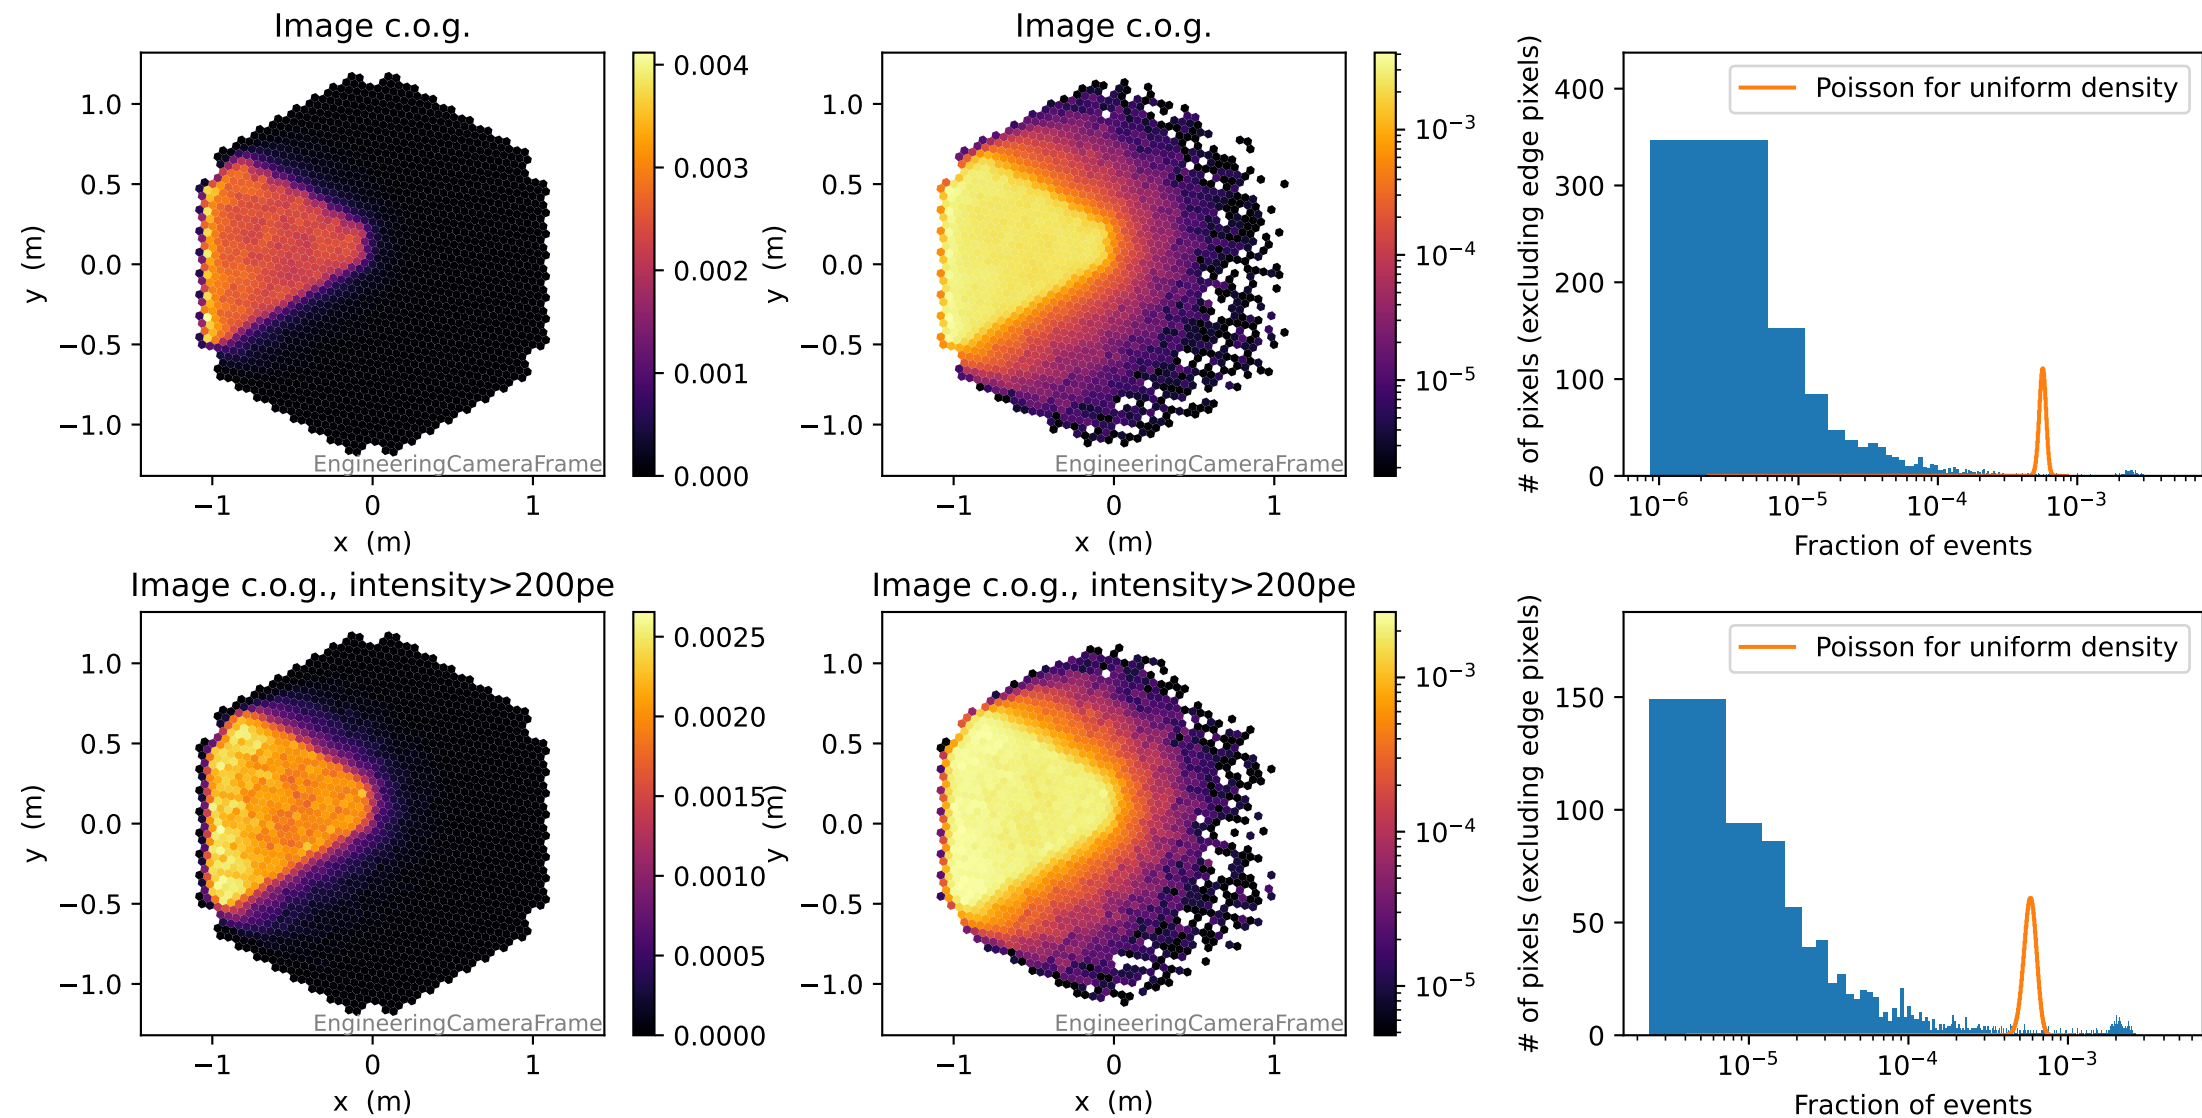 Image c.o.g.
1.0
0.5
0.0
−0.5
−1.0
y (m)
−1
0
1
x (m)
EngineeringCameraFrame
0.004
0.003
0.002
0.001
0.000
Image c.o.g.
1.0
0.5
0.0
−0.5
−1.0
y (m)
−1
0
1
x (m)
EngineeringCameraFrame
10⁻³
10⁻⁴
10⁻⁵
# of pixels (excluding edge pixels)
400
300
200
100
0
Poisson for uniform density
10⁻⁶
10⁻⁵
10⁻⁴
10⁻³
Fraction of events
Image c.o.g., intensity>200pe
1.0
0.5
0.0
−0.5
−1.0
y (m)
−1
0
1
x (m)
EngineeringCameraFrame
0.0025
0.0020
0.0015
0.0010
0.0005
0.0000
Image c.o.g., intensity>200pe
1.0
0.5
0.0
−0.5
−1.0
y (m)
−1
0
1
x (m)
EngineeringCameraFrame
10⁻³
10⁻⁴
10⁻⁵
# of pixels (excluding edge pixels)
150
100
50
0
Poisson for uniform density
10⁻⁵
10⁻⁴
10⁻³
Fraction of events